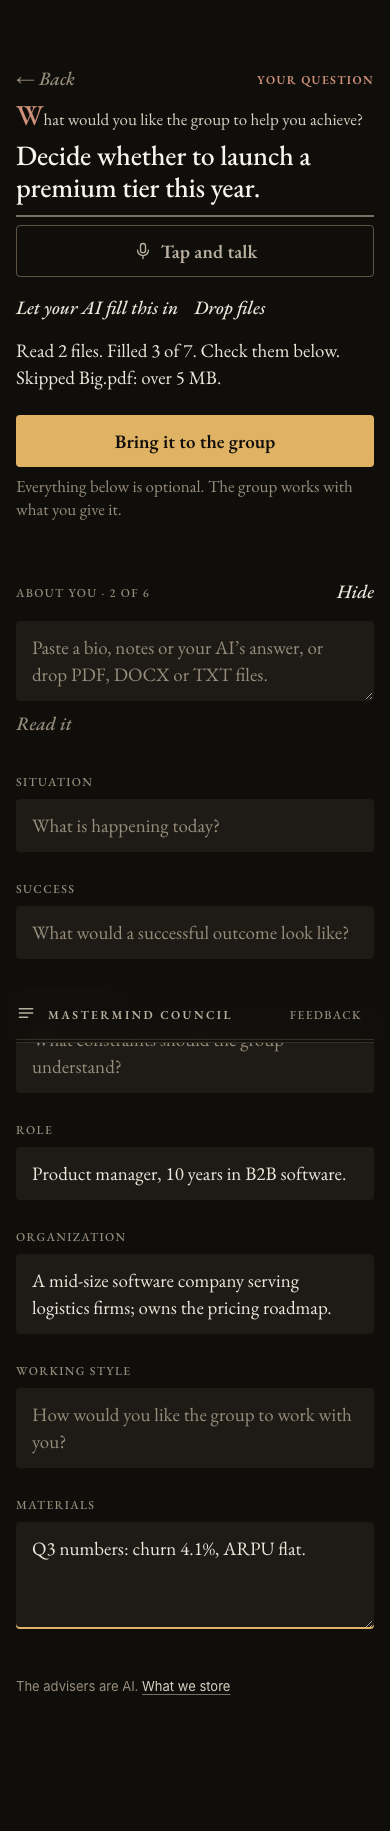 ← Back
YOUR QUESTION
What would you like the group to help you achieve?
Decide whether to launch a
premium tier this year.
Tap and talk
Let your AI fill this in
Drop files
Read 2 files. Filled 3 of 7. Check them below.
Skipped Big.pdf: over 5 MB.
Bring it to the group
Everything below is optional. The group works with
what you give it.
ABOUT YOU · 2 OF 6
Hide
Paste a bio, notes or your AI’s answer, or
drop PDF, DOCX or TXT files.
Read it
SITUATION
What is happening today?
SUCCESS
What would a successful outcome look like?
MASTERMIND COUNCIL
FEEDBACK
What constraints should the group
understand?
ROLE
Product manager, 10 years in B2B software.
ORGANIZATION
A mid-size software company serving
logistics firms; owns the pricing roadmap.
WORKING STYLE
How would you like the group to work with
you?
MATERIALS
Q3 numbers: churn 4.1%, ARPU flat.
The advisers are AI. What we store